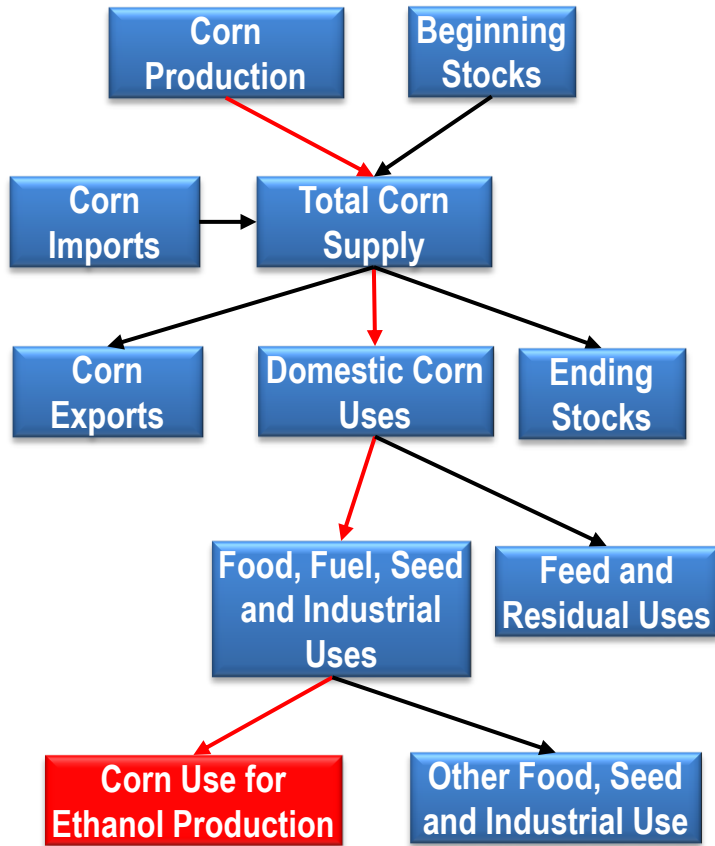 Corn
Production
Beginning
Stocks
Corn
Imports
Total Corn
Supply
Corn
Exports
Domestic Corn
Uses
Ending
Stocks
Food, Fuel, Seed
and Industrial
Uses
Feed and
Residual Uses
Corn Use for
Ethanol Production
Other Food, Seed
and Industrial Use